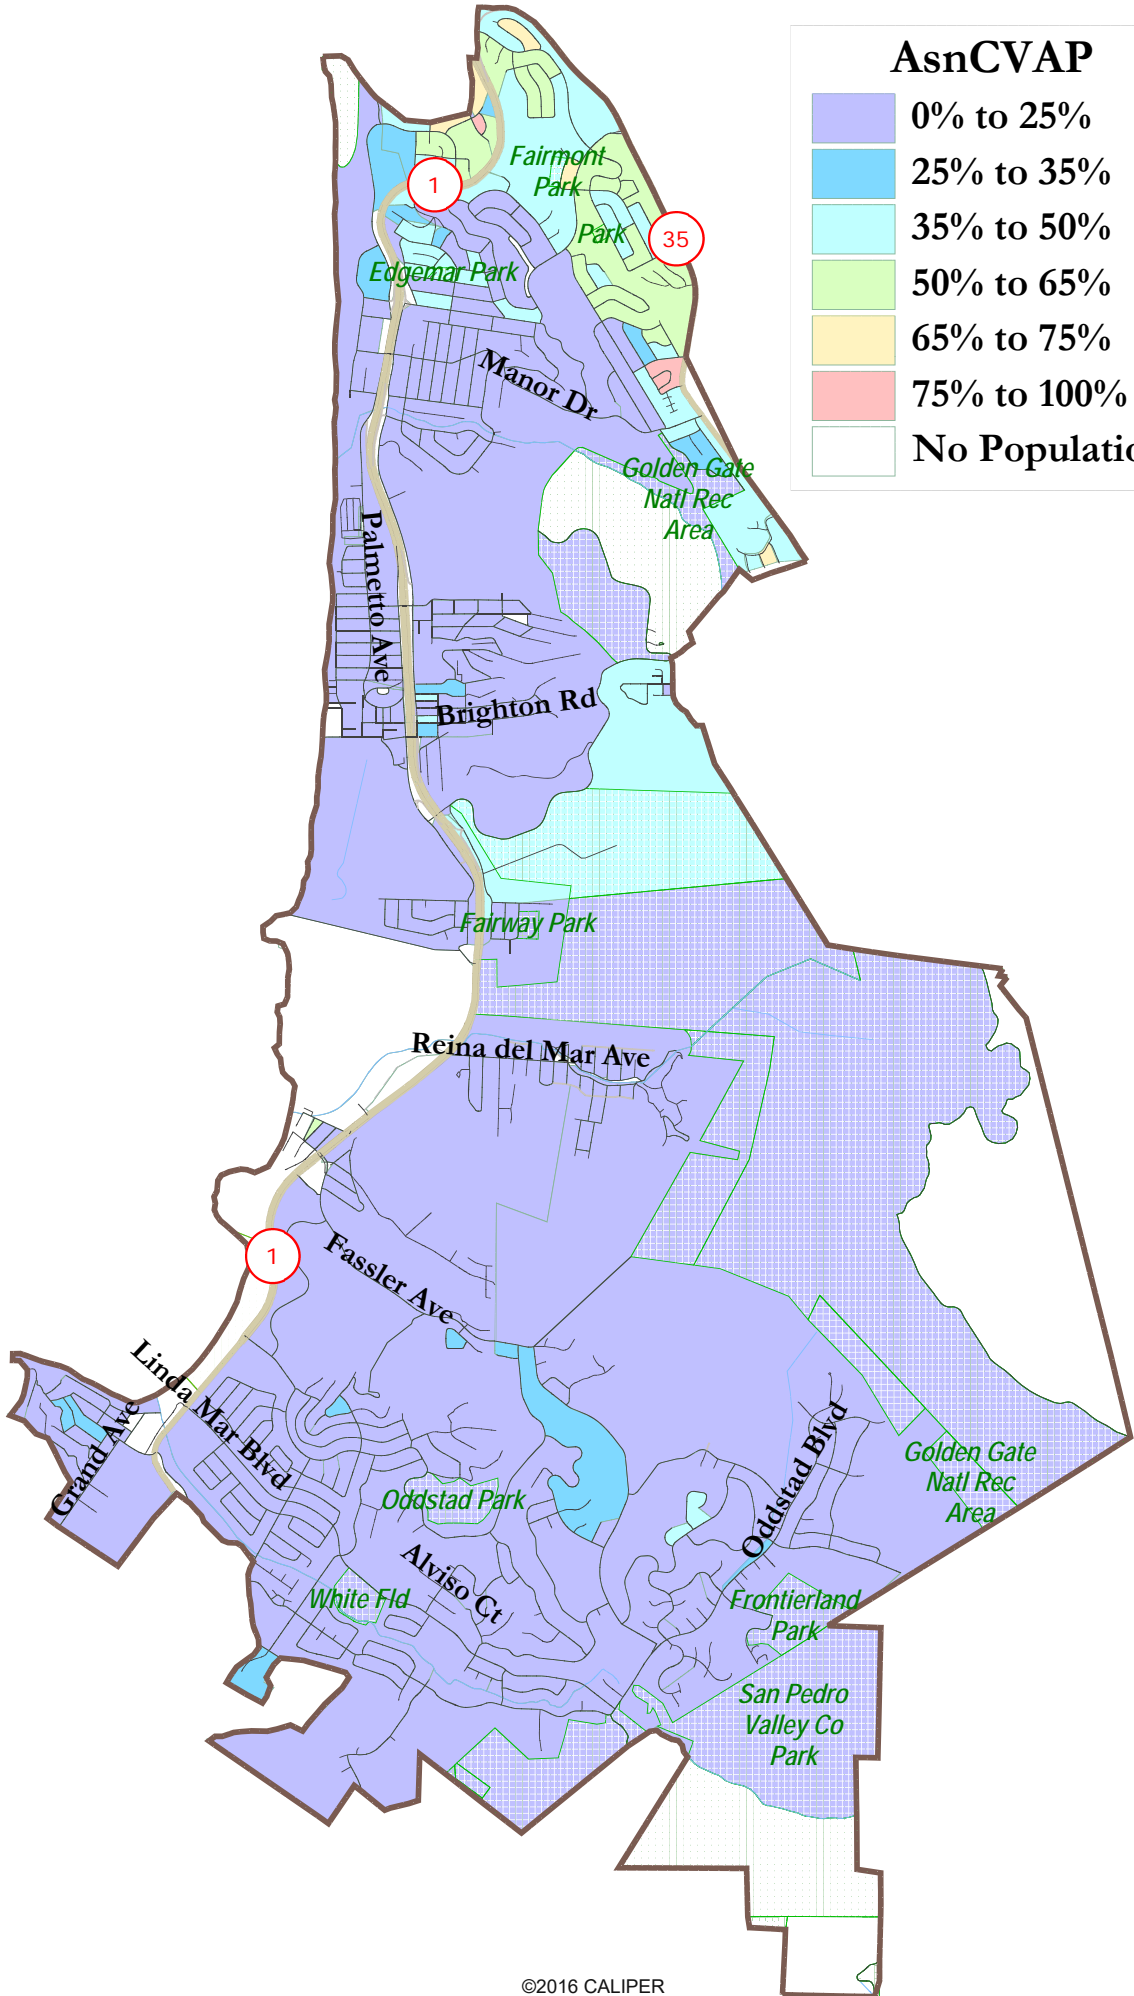 AsnCVAP
0% to 25%
25% to 35%
35% to 50%
50% to 65%
65% to 75%
75% to 100%
No Populatio
Fairmont
Park
1
Park
35
Edgemar Park
Manor Dr
Golden Gate
Natl Rec
Area
Palmetto Ave
Brighton Rd
Fairway Park
Reina del Mar Ave
1
Fassler Ave
Linda Mar Blvd
Grand Ave
Oddstad Blvd
Golden Gate
Natl Rec
Area
Oddstad Park
Alviso Ct
White Fld
Frontierland
Park
San Pedro
Valley Co
Park
©2016 CALIPER